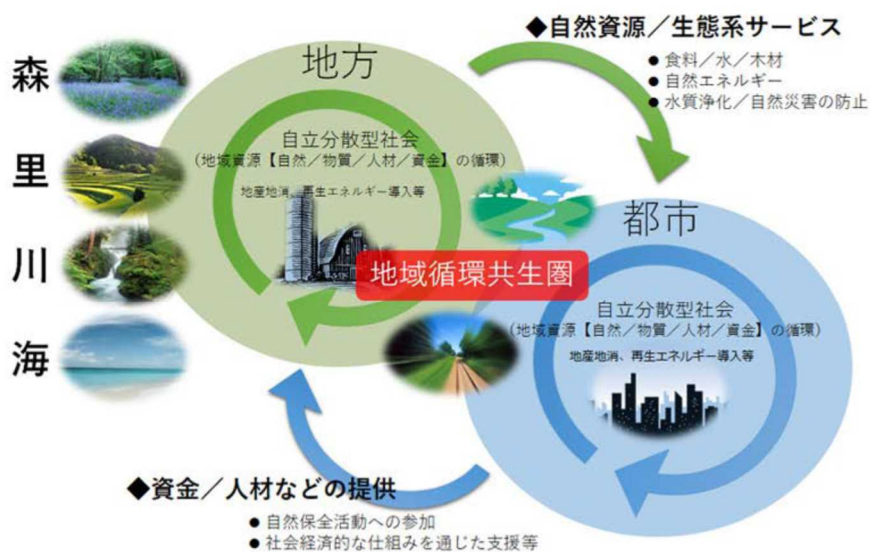 ◆自然資源／生態系サービス
● 食料／水／木材
● 自然エネルギー
● 水質浄化／自然災害の防止
森
里
川
海
地方
自立分散型社会
(地域資源【自然／物質／人材／資金】の循環)
地産地消、再生エネルギー導入等
地域循環共生圏
都市
自立分散型社会
(地域資源【自然／物質／人材／資金】の循環)
地産地消、再生エネルギー導入等
◆資金／人材などの提供
● 自然保全活動への参加
● 社会経済的な仕組みを通じた支援等